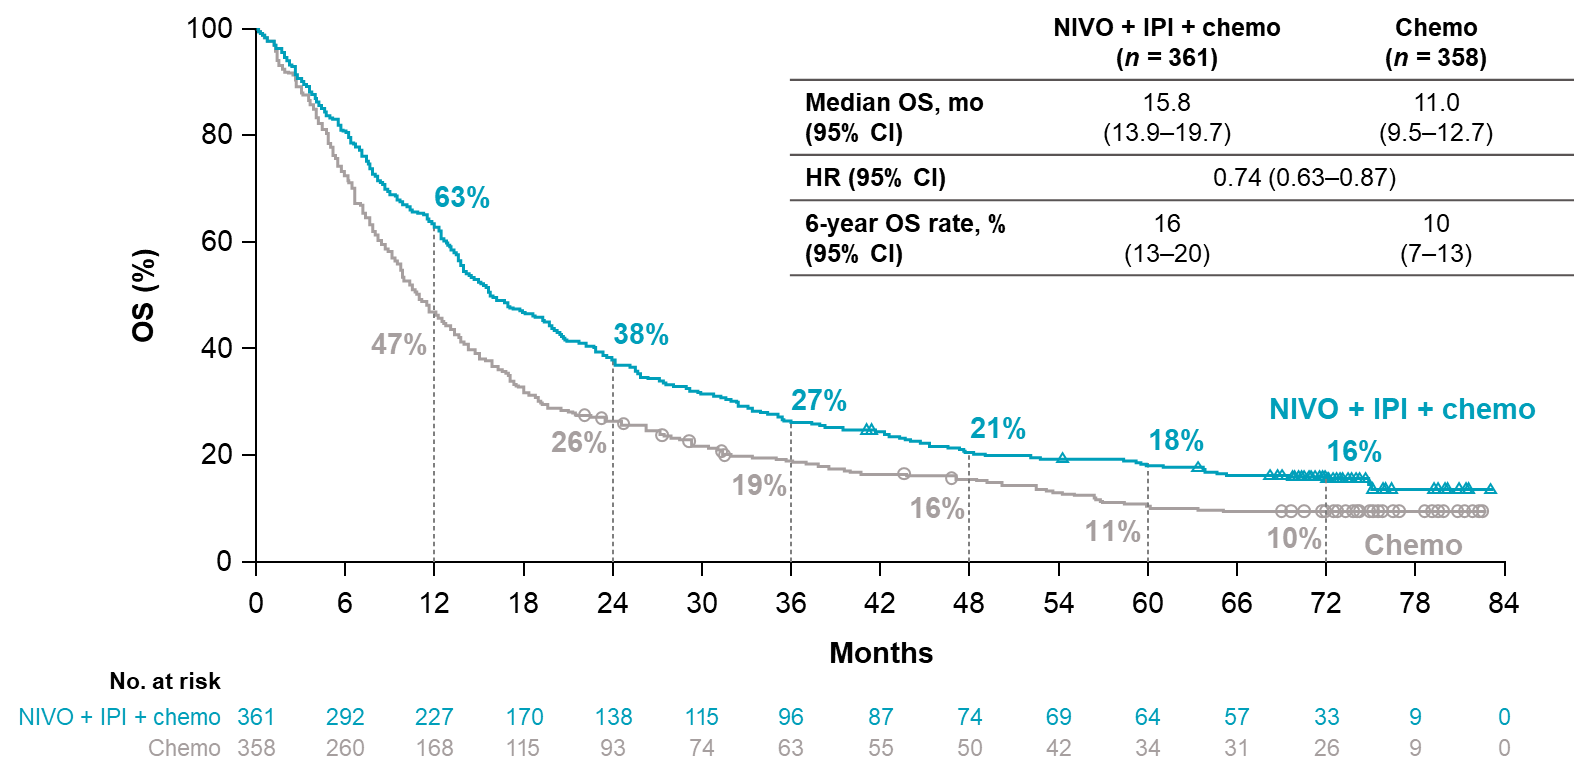 NIVO + IPI + chemo Chemo
(n = 361) (n = 358)
Median OS, mo 15.8 11.0
(95% CI) (13.9–19.7) (9.5–12.7)
HR (95% CI) 0.74 (0.63–0.87)
6-year OS rate, % 16 10
(95% CI) (13–20) (7–13)
OS (%)
100
80
60
40
20
0
63%
47%
38%
26%
27%
19%
21%
16%
18%
11%
NIVO + IPI + chemo
16%
10%
Chemo
0 6 12 18 24 30 36 42 48 54 60 66 72 78 84
Months
No. at risk
NIVO + IPI + chemo 361 292 227 170 138 115 96 87 74 69 64 57 33 9 0
Chemo 358 260 168 115 93 74 63 55 50 42 34 31 26 9 0